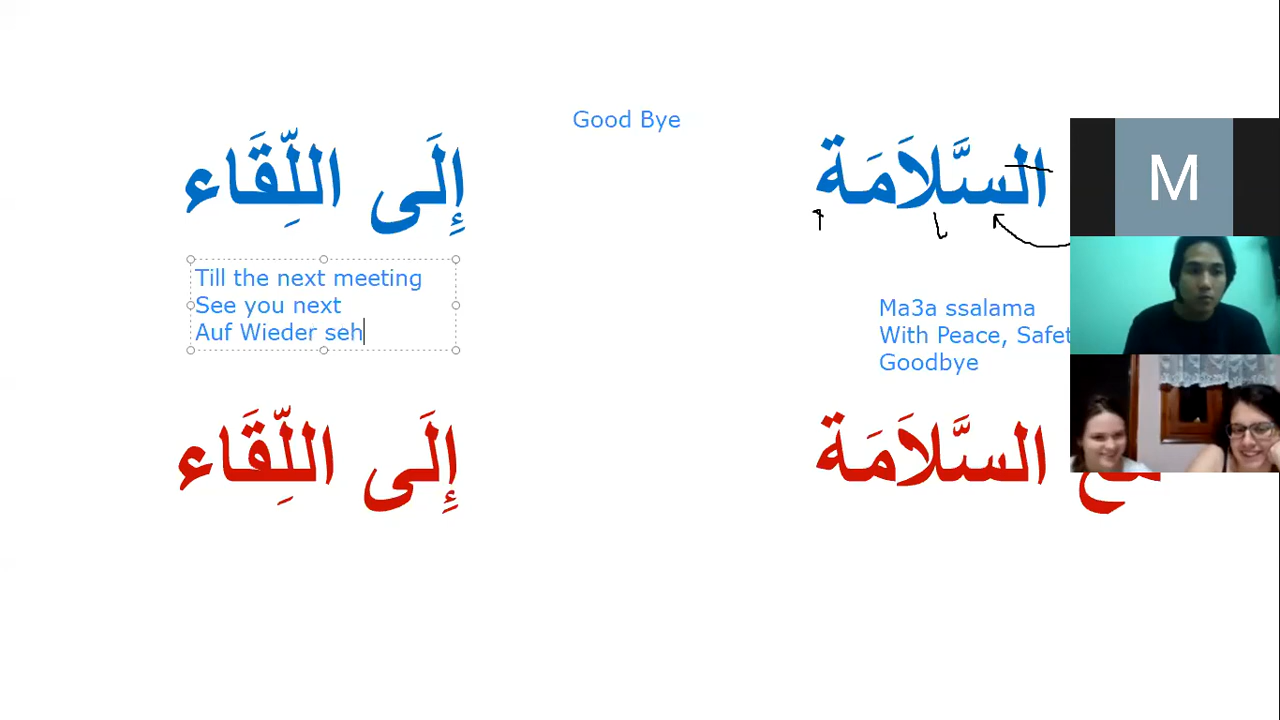 Good Bye
إِلَى اللِّقَاء
السَّلاَمَة
M
Till the next meeting
See you next
Auf Wieder seh
Ma3a ssalama
With Peace, Safet
Goodbye
إِلَى اللِّقَاء
مع السَّلاَمَة